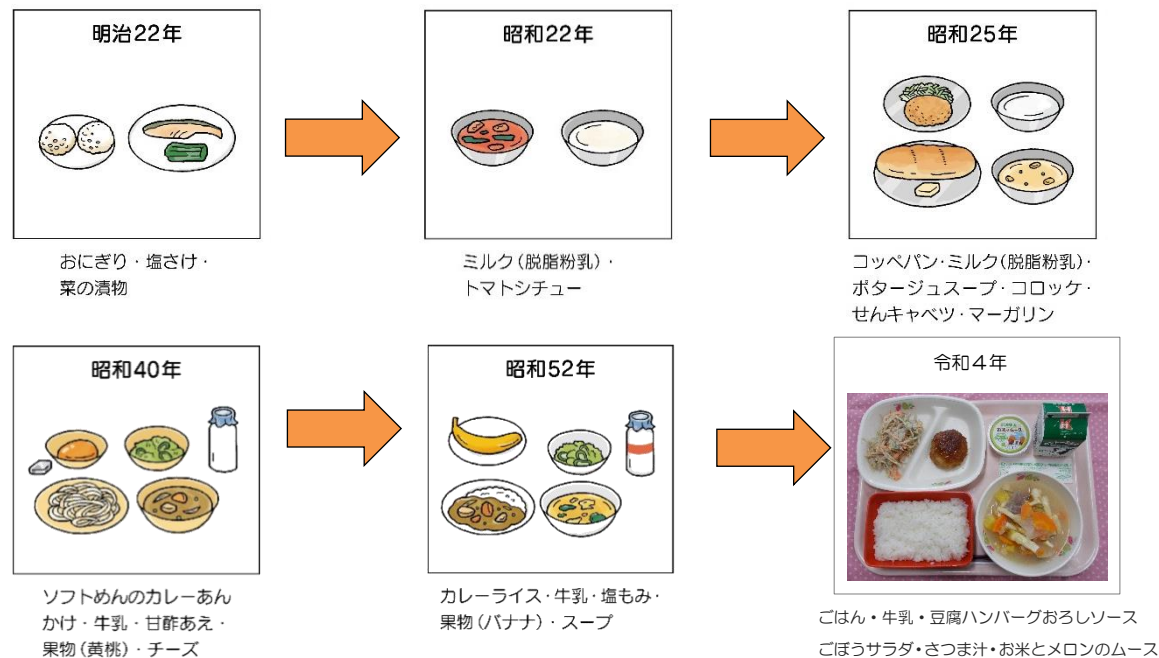 明治22年
おにぎり・塩さけ・
菜の漬物
昭和22年
ミルク(脱脂粉乳)・
トマトシチュー
昭和25年
コッペパン・ミルク(脱脂粉乳)・
ポタージュスープ・コロッケ・
せんキャベツ・マーガリン
昭和40年
ソフトめんのカレーあん
かけ・牛乳・甘酢あえ・
果物(黄桃)・チーズ
昭和52年
カレーライス・牛乳・塩もみ・
果物(バナナ)・スープ
令和4年
ごはん・牛乳・豆腐ハンバーグおろしソース
ごぼうサラダ・さつま汁・お米とメロンのムース